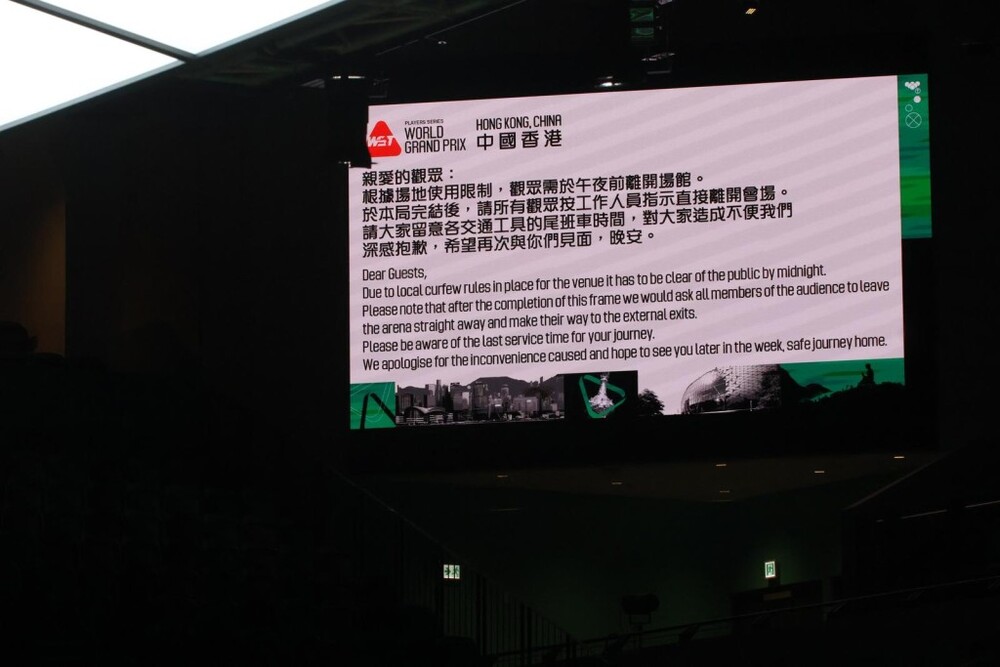 WST
PLAYERS SERIES
WORLD
GRAND PRIX
HONG KONG, CHINA
中國香港
親愛的觀眾：
根據場地使用限制，觀眾需於午夜前離開場館。
於本局完結後，請所有觀眾按工作人員指示直接離開會場。
請大家留意各交通工具的尾班車時間，對大家造成不便我們
深感抱歉，希望再次與你們見面，晚安。
Dear Guests,
Due to local curfew rules in place for the venue it has to be clear of the public by midnight.
Please note that after the completion of this frame we would ask all members of the audience to leave
the arena straight away and make their way to the external exits.
Please be aware of the last service time for your journey.
We apologise for the inconvenience caused and hope to see you later in the week, safe journey home.